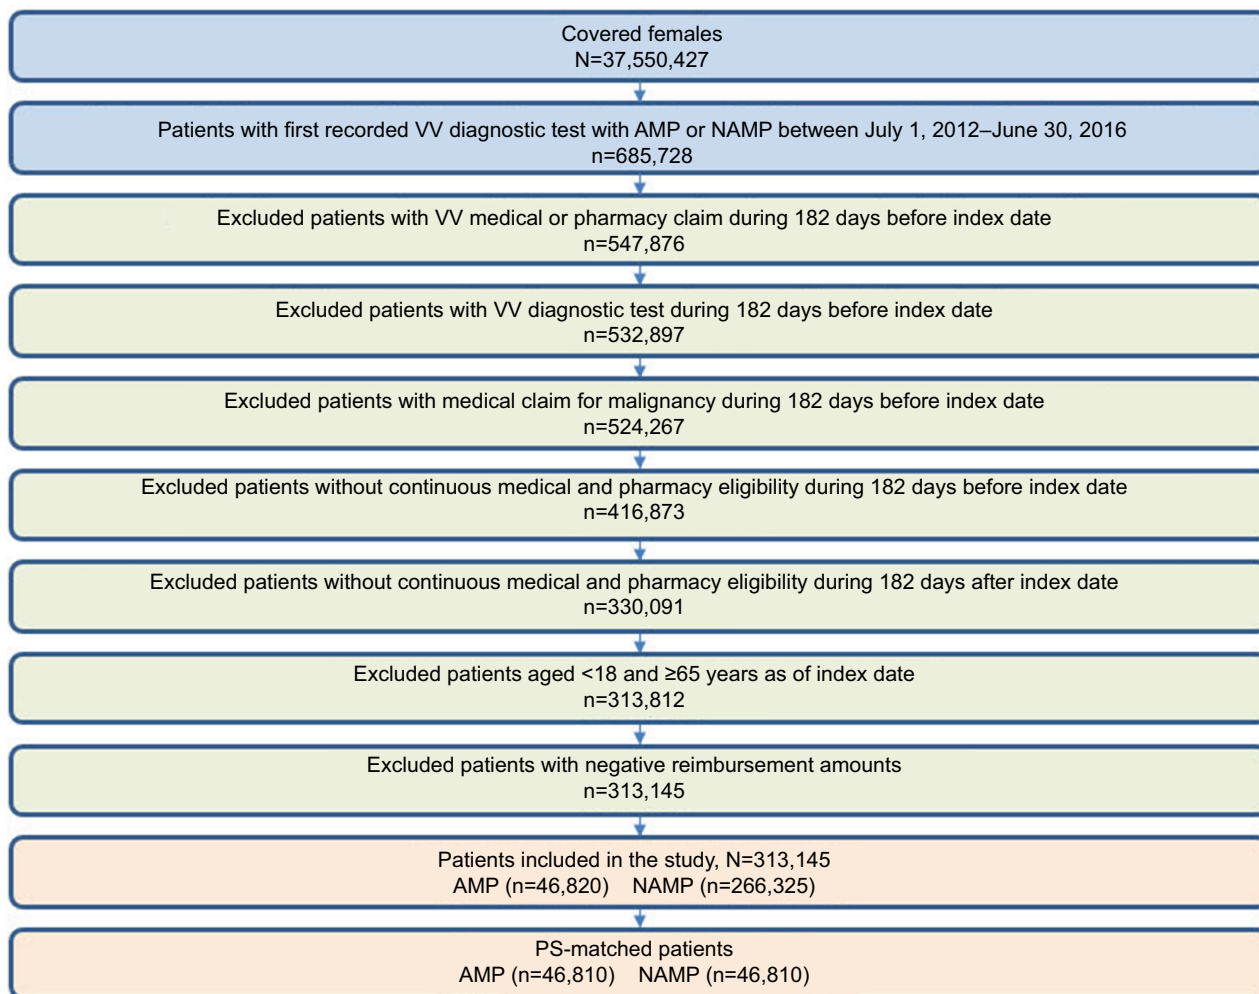 Covered females
N=37,550,427
Patients with first recorded VV diagnostic test with AMP or NAMP between July 1, 2012–June 30, 2016
n=685,728
Excluded patients with VV medical or pharmacy claim during 182 days before index date
n=547,876
Excluded patients with VV diagnostic test during 182 days before index date
n=532,897
Excluded patients with medical claim for malignancy during 182 days before index date
n=524,267
Excluded patients without continuous medical and pharmacy eligibility during 182 days before index date
n=416,873
Excluded patients without continuous medical and pharmacy eligibility during 182 days after index date
n=330,091
Excluded patients aged <18 and ≥65 years as of index date
n=313,812
Excluded patients with negative reimbursement amounts
n=313,145
Patients included in the study, N=313,145
AMP (n=46,820) NAMP (n=266,325)
PS-matched patients
AMP (n=46,810) NAMP (n=46,810)